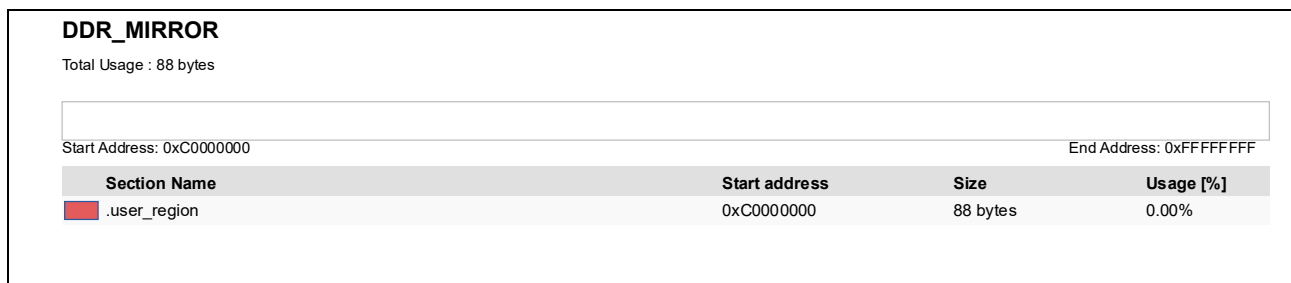 DDR_MIRROR
Total Usage : 88 bytes
Start Address: 0xC0000000 End Address: 0xFFFFFFFF
Section Name Start address Size Usage [%]
.user_region 0xC0000000 88 bytes 0.00%